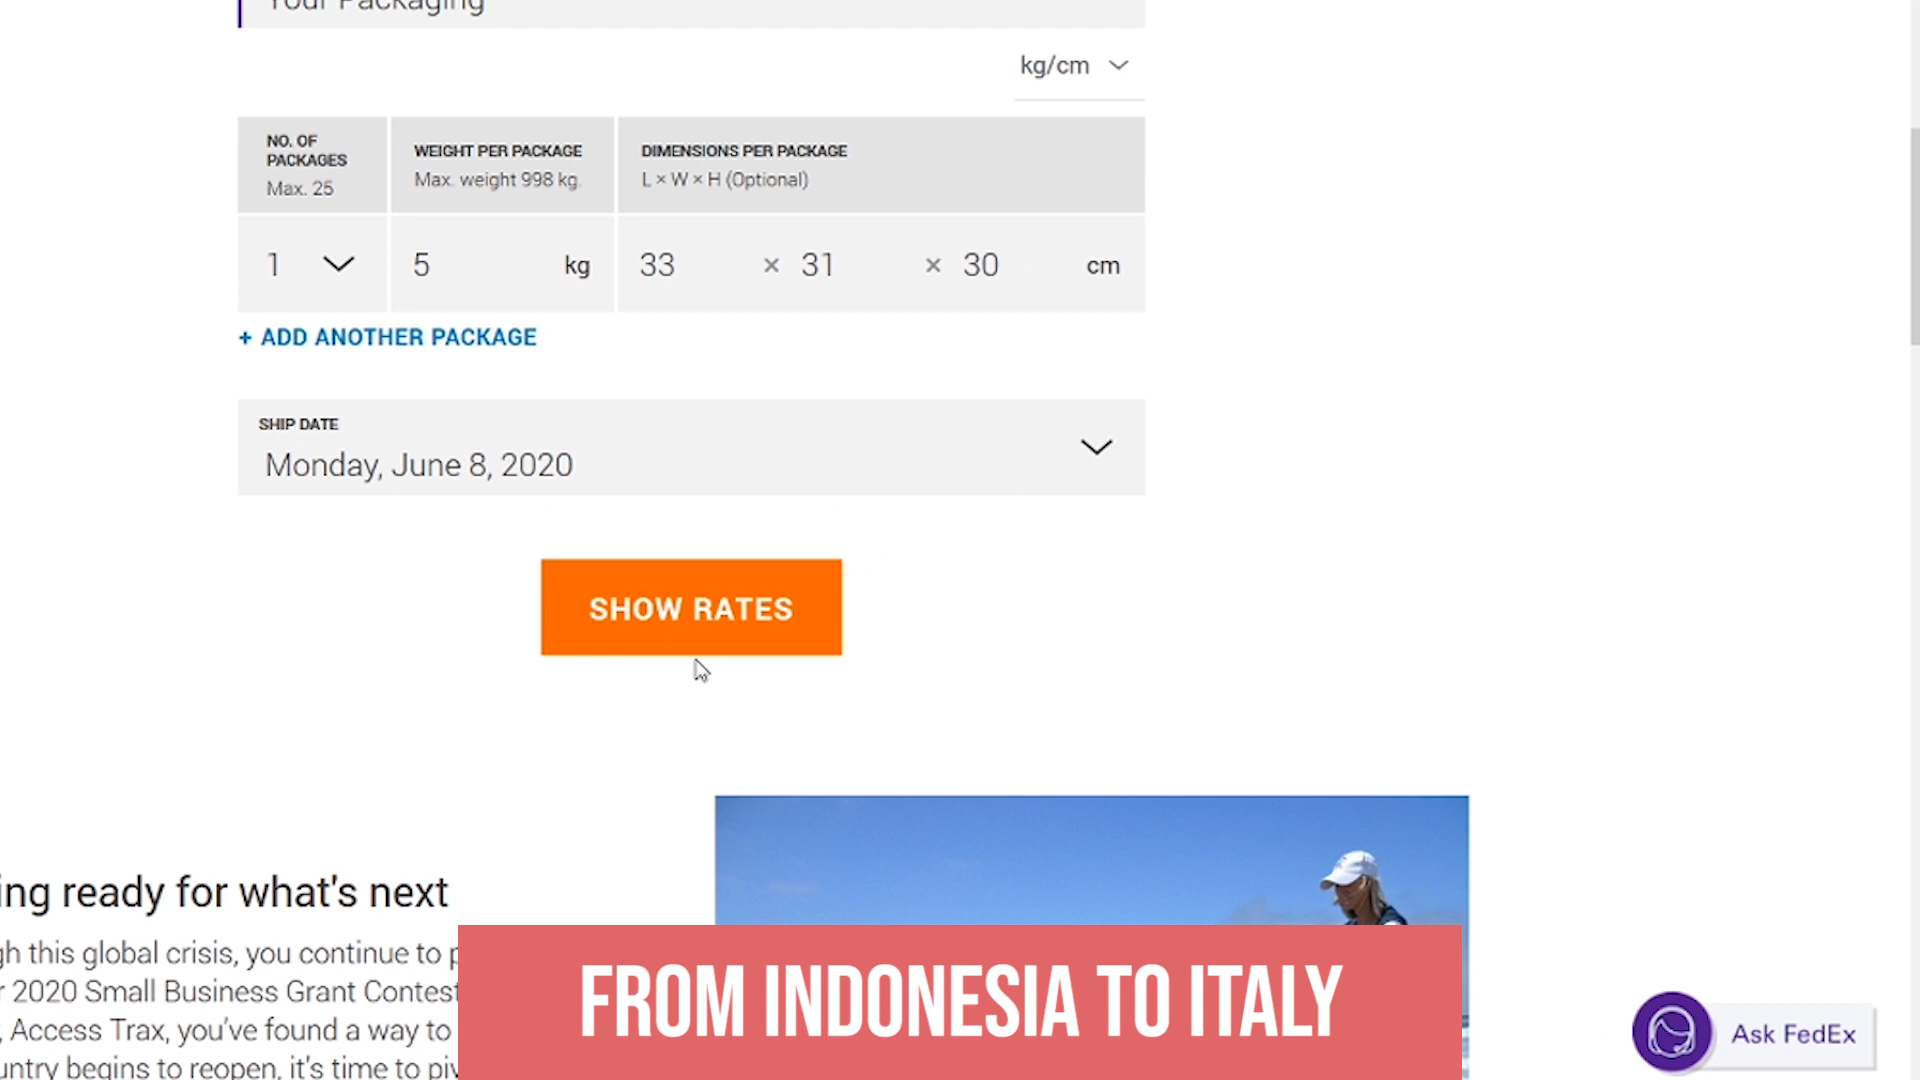 Your Packaging
kg/cm
NO. OF
PACKAGES
Max. 25
WEIGHT PER PACKAGE
Max. weight 998 kg.
DIMENSIONS PER PACKAGE
L × W × H (Optional)
1
5 kg
33 × 31 × 30 cm
+ ADD ANOTHER PACKAGE
SHIP DATE
Monday, June 8, 2020
SHOW RATES
ing ready for what's next
gh this global crisis, you continue to p
r 2020 Small Business Grant Contest
, Access Trax, you've found a way to
untry begins to reopen, it's time to piv
FROM INDONESIA TO ITALY
Ask FedEx